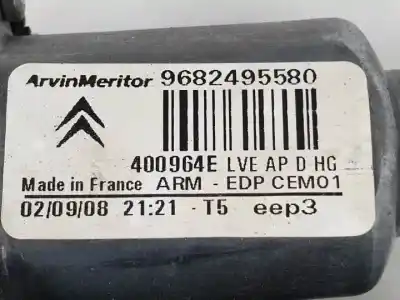 ArvinMeritor 9682495580
400964E LVE AP D HG
Made in France ARM - EDP CEM01
02/09/08 21:21 - T5 eep3